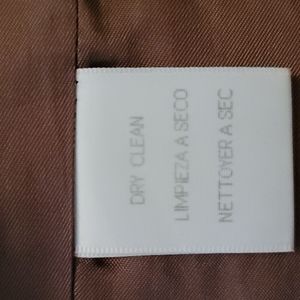 DRY CLEAN
LIMPIEZA A SECO
NETTOYER A SEC